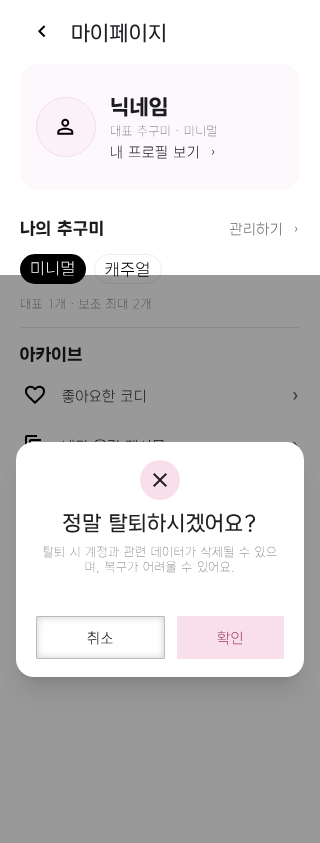 마이페이지
닉네임
대표 추구미 · 미니멀
내 프로필 보기 ›
나의 추구미
관리하기 ›
미니멀
캐주얼
대표 1개 · 보조 최대 2개
아카이브
좋아요한 코디 ›
정말 탈퇴하시겠어요?
탈퇴 시 계정과 관련 데이터가 삭제될 수 있으
며, 복구가 어려울 수 있어요.
취소
확인